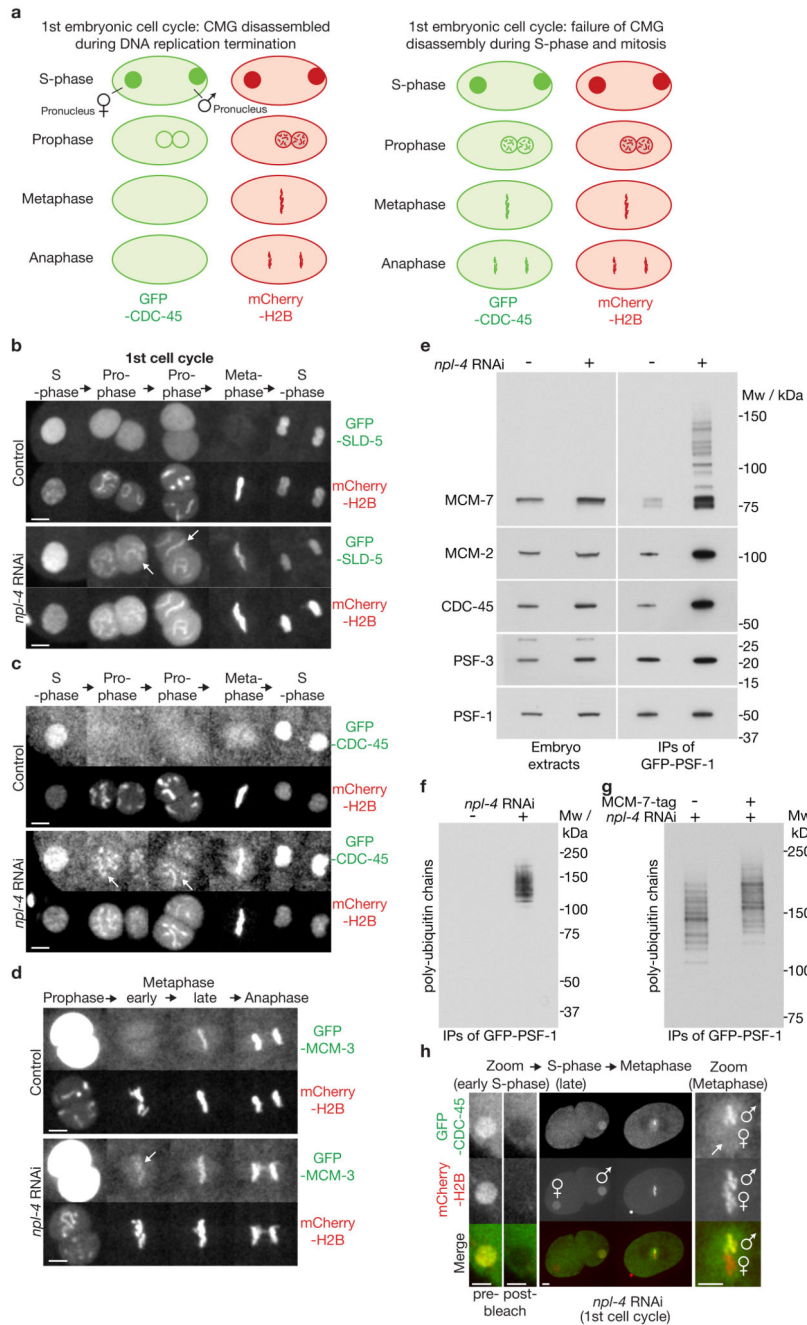 a
1st embryonic cell cycle: CMG disassembled
during DNA replication termination
S-phase
Pronucleus ♀
♂ Pronucleus
Prophase
Metaphase
Anaphase
GFP
-CDC-45
mCherry
-H2B
1st embryonic cell cycle: failure of CMG
disassembly during S-phase and mitosis
S-phase
Prophase
Metaphase
Anaphase
GFP
-CDC-45
mCherry
-H2B
b
1st cell cycle
S
-phase
Pro-
phase
Pro-
phase
Meta-
phase
S
-phase
Control
GFP
-SLD-5
mCherry
-H2B
npl-4 RNAi
GFP
-SLD-5
mCherry
-H2B
c
S
-phase
Pro-
phase
Pro-
phase
Meta-
phase
S
-phase
Control
GFP
-CDC-45
mCherry
-H2B
npl-4 RNAi
GFP
-CDC-45
mCherry
-H2B
d
Metaphase
Prophase
early
late
Anaphase
Control
GFP
-MCM-3
mCherry
-H2B
npl-4 RNAi
GFP
-MCM-3
mCherry
-H2B
e
npl-4 RNAi - + - +
Mw / kDa
-150
-100
MCM-7
-75
MCM-2
-100
CDC-45
-50
-25
PSF-3
-20
-15
PSF-1
-50
-37
Embryo
extracts
IPs of
GFP-PSF-1
f
npl-4 RNAi
- +
Mw /
kDa
-250
-150
-100
-75
-50
-37
poly-ubiquitin chains
IPs of GFP-PSF-1
g
MCM-7-tag - +
npl-4 RNAi + +
Mw
kD
-250
-150
-100
-75
poly-ubiquitin chains
IPs of GFP-PSF-1
h
Zoom
(early S-phase)
S-phase
(late)
Metaphase
Zoom
(Metaphase)
GFP
-CDC-45
♂
♀
mCherry
-H2B
♀
♂
♂
♀
Merge
♂
♀
pre-
post-
bleach
npl-4 RNAi
(1st cell cycle)